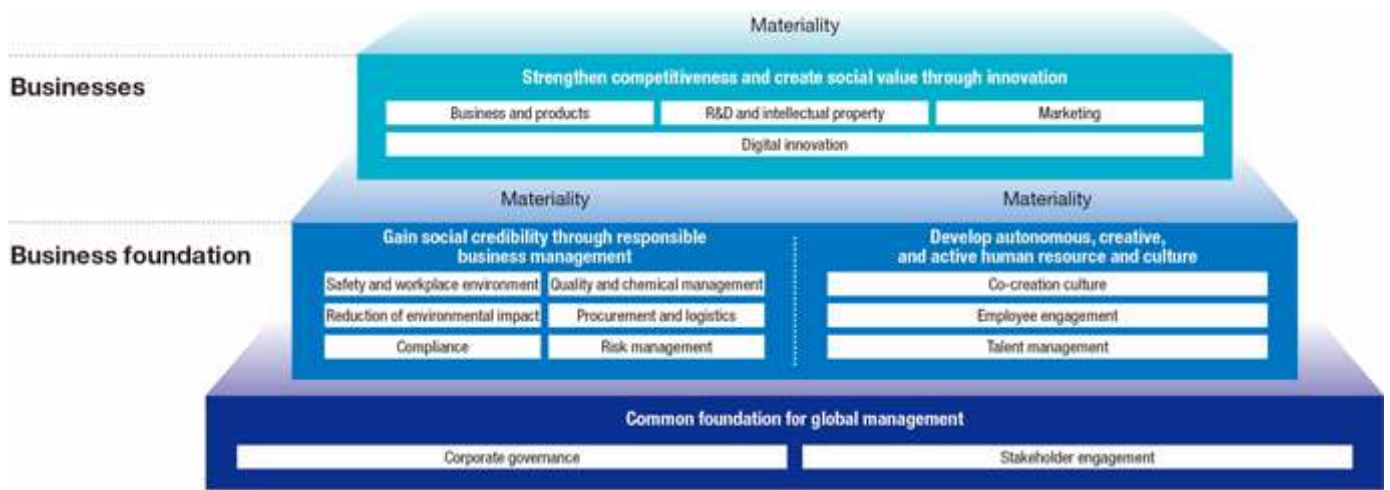 Materiality
Businesses
Strengthen competitiveness and create social value through innovation
Business and products
R&D and intellectual property
Marketing
Digital innovation
Materiality
Materiality
Business foundation
Gain social credibility through responsible
business management
Safety and workplace environment
Quality and chemical management
Reduction of environmental impact
Procurement and logistics
Compliance
Risk management
Develop autonomous, creative,
and active human resource and culture
Co-creation culture
Employee engagement
Talent management
Common foundation for global management
Corporate governance
Stakeholder engagement